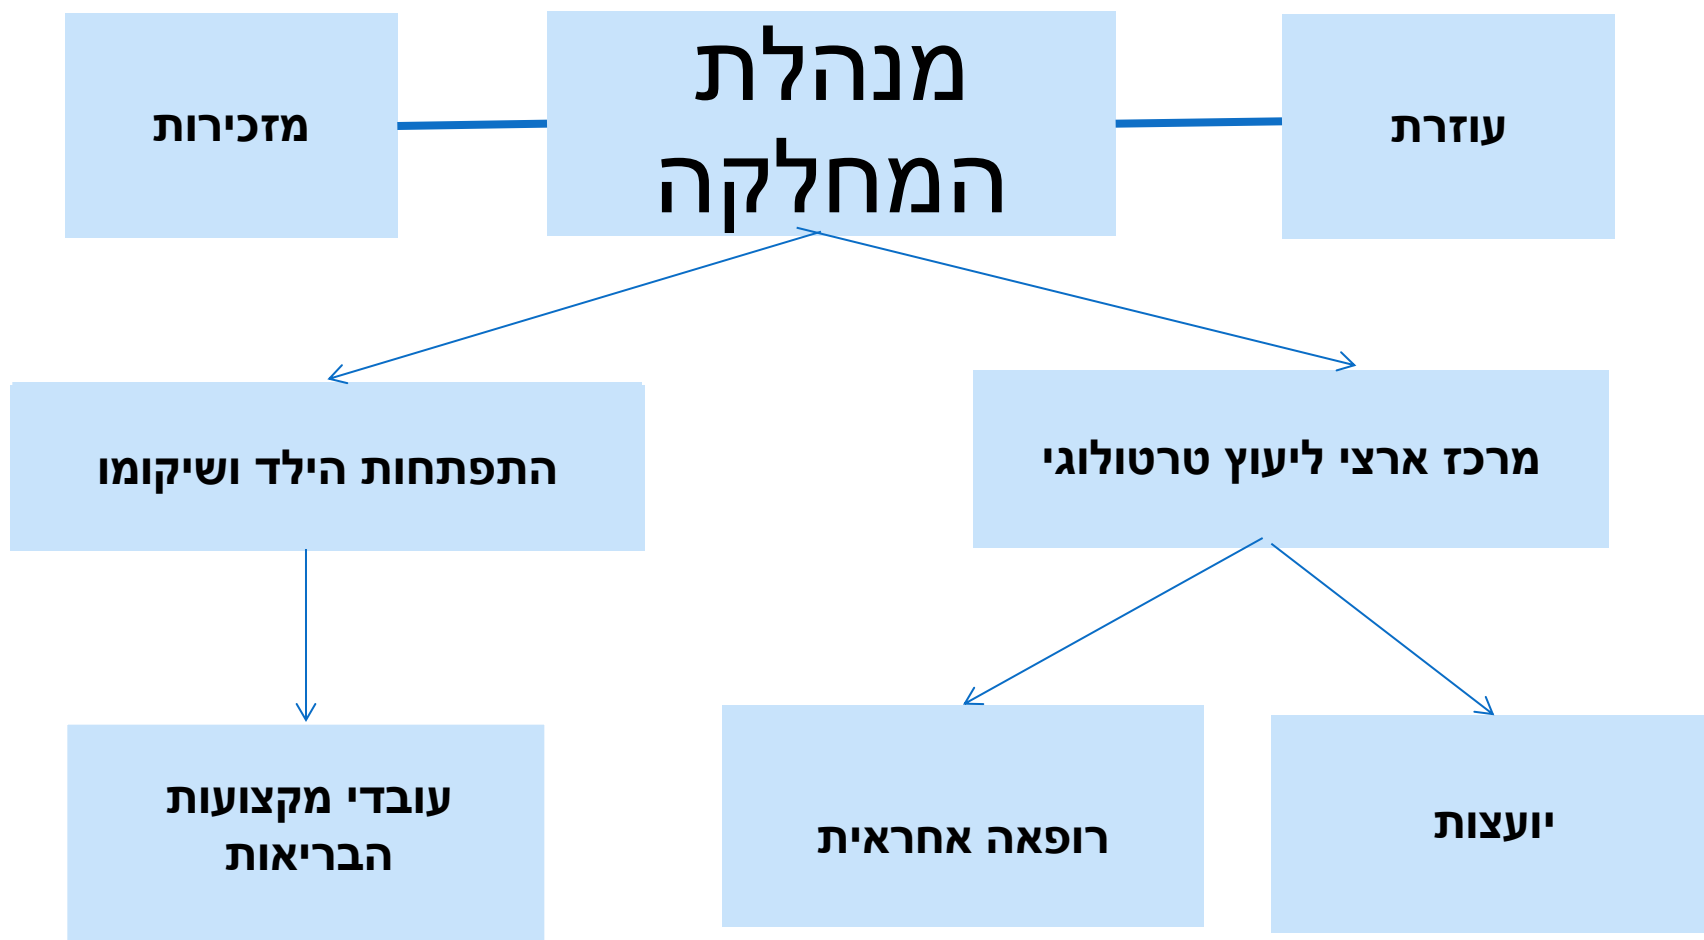 עוזרת
מנהלת
המחלקה
מזכירות
מרכז ארצי ליעוץ טרטולוגי
התפתחות הילד ושיקומו
יועצות
רופאה אחראית
עובדי מקצועות
הבריאות